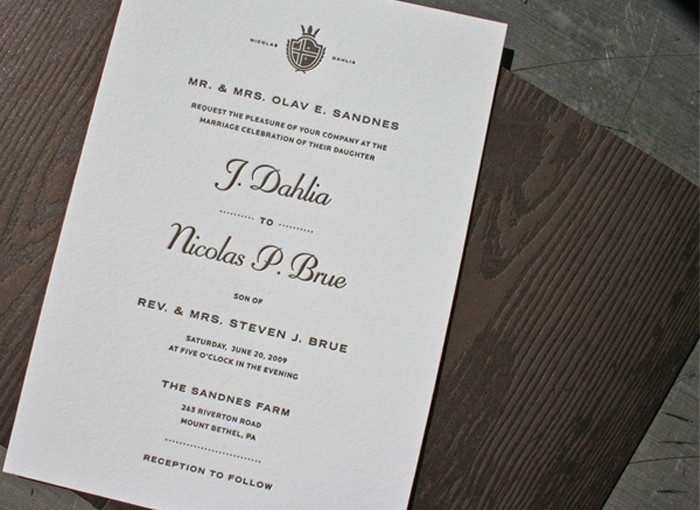 NICOLAS DAHLIA
MR. & MRS. OLAV E. SANDNES
REQUEST THE PLEASURE OF YOUR COMPANY AT THE
MARRIAGE CELEBRATION OF THEIR DAUGHTER
J. Dahlia
TO
Nicolas P. Brue
SON OF
REV. & MRS. STEVEN J. BRUE
SATURDAY, JUNE 20, 2009
AT FIVE O'CLOCK IN THE EVENING
THE SANDNES FARM
263 RIVERTON ROAD
MOUNT BETHEL, PA
RECEPTION TO FOLLOW